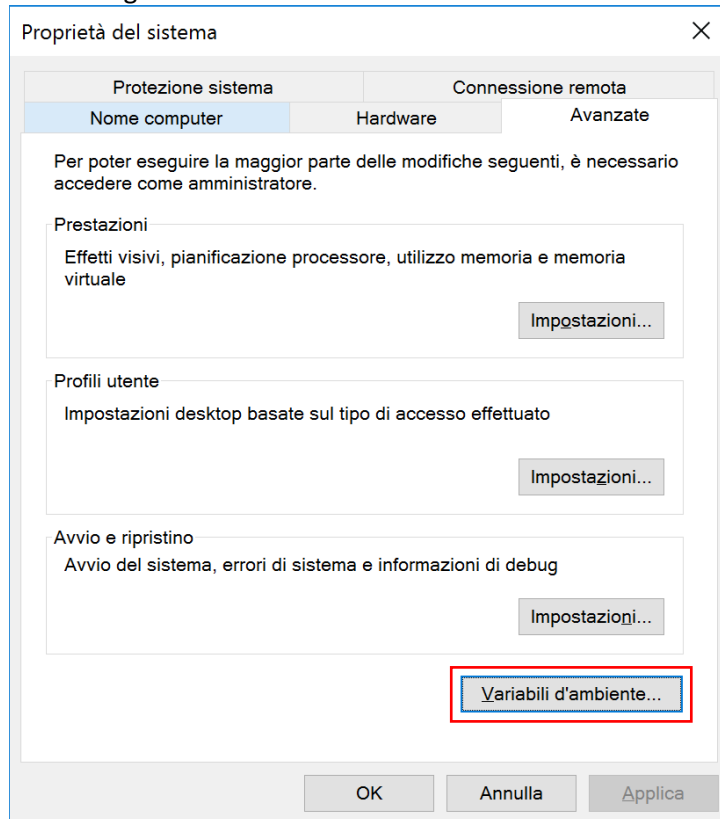 Proprietà del sistema
Protezione sistema
Connessione remota
Nome computer
Hardware
Avanzate
Per poter eseguire la maggior parte delle modifiche seguenti, è necessario
accedere come amministratore.
Prestazioni
Effetti visivi, pianificazione processore, utilizzo memoria e memoria
virtuale
Impostazioni...
Profili utente
Impostazioni desktop basate sul tipo di accesso effettuato
Impostazioni...
Avvio e ripristino
Avvio del sistema, errori di sistema e informazioni di debug
Impostazioni...
Variabili d'ambiente...
OK
Annulla
Applica